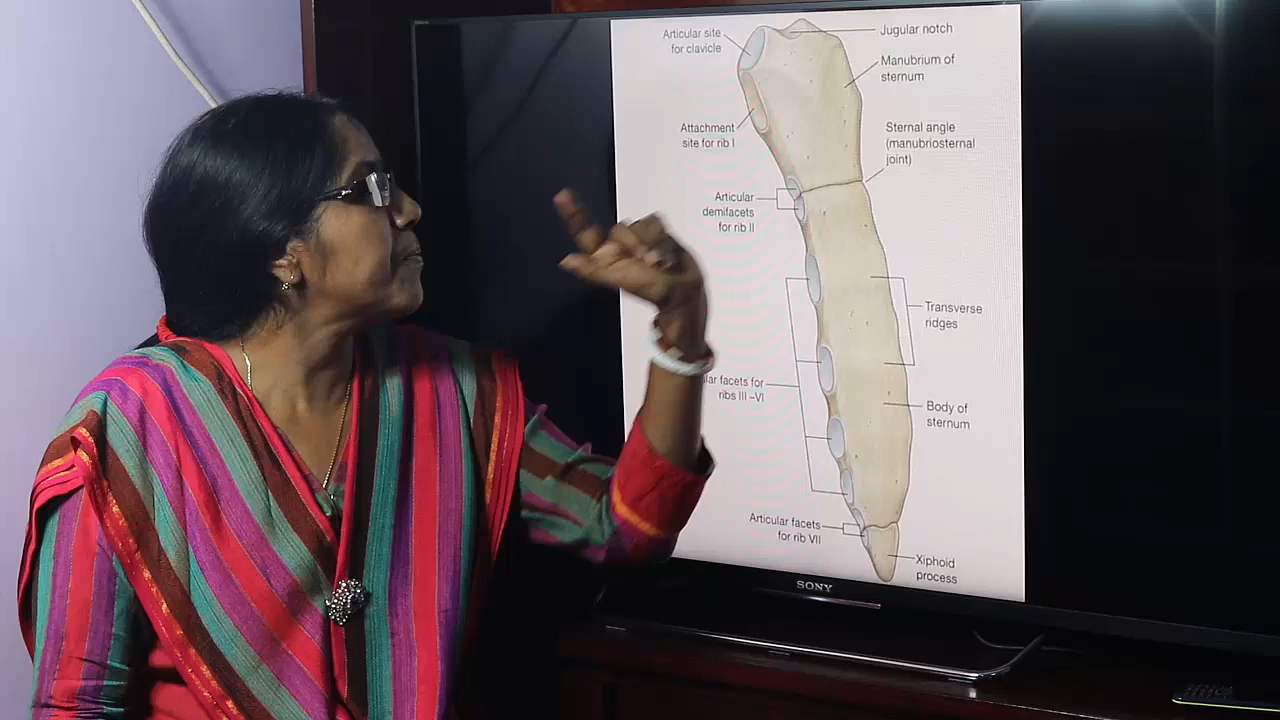 Articular site
for clavicle
Jugular notch
Manubrium of
sternum
Attachment
site for rib I
Sternal angle
(manubriosternal
joint)
Articular
demifacets
for rib II
Transverse
ridges
facets for
ribs III –VI
Body of
sternum
Articular facets
for rib VII
Xiphoid
process
SONY